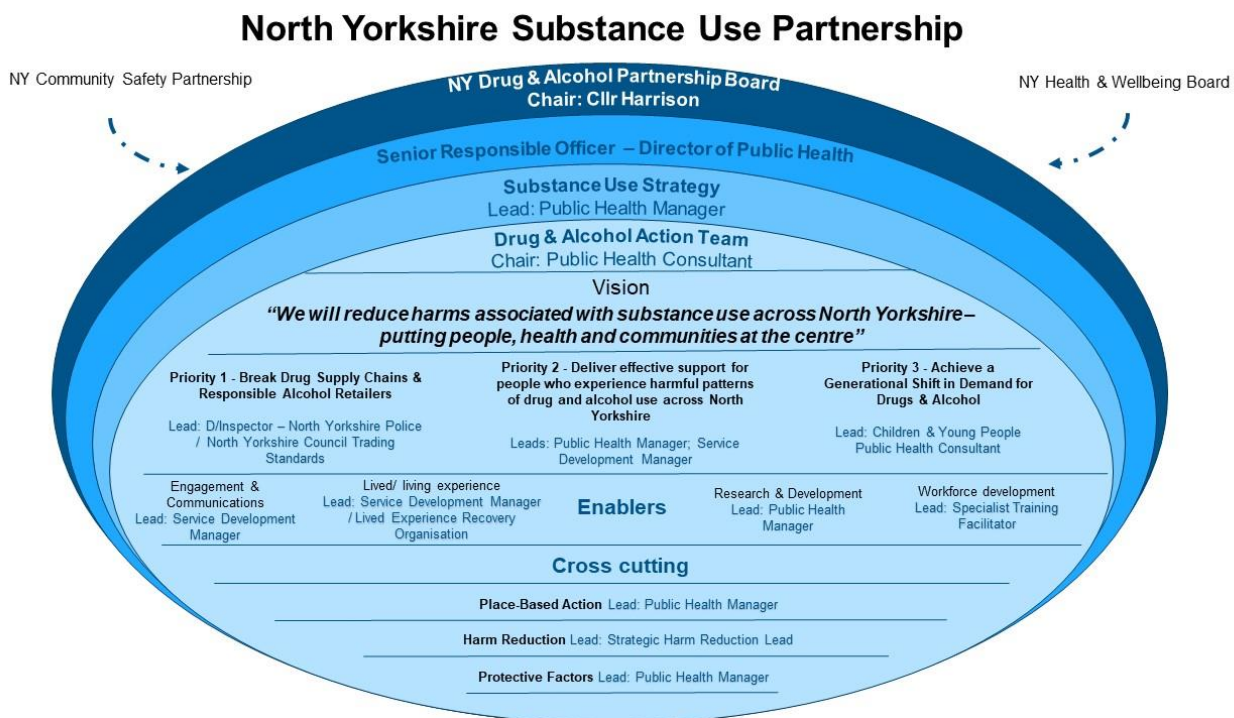 North Yorkshire Substance Use Partnership
NY Community Safety Partnership
NY Health & Wellbeing Board
NY Drug & Alcohol Partnership Board
Chair: Cllr Harrison
Senior Responsible Officer – Director of Public Health
Substance Use Strategy
Lead: Public Health Manager
Drug & Alcohol Action Team
Chair: Public Health Consultant
Vision
“We will reduce harms associated with substance use across North Yorkshire–
putting people, health and communities at the centre”
Priority 1 - Break Drug Supply Chains &
Responsible Alcohol Retailers
Lead: D/Inspector – North Yorkshire Police
/ North Yorkshire Council Trading
Standards
Priority 2 - Deliver effective support for
people who experience harmful patterns
of drug and alcohol use across North
Yorkshire
Leads: Public Health Manager; Service
Development Manager
Priority 3 - Achieve a
Generational Shift in Demand for
Drugs & Alcohol
Lead: Children & Young People
Public Health Consultant
Engagement &
Communications
Lead: Service Development
Manager
Lived/ living experience
Lead: Service Development Manager
/ Lived Experience Recovery
Organisation
Enablers
Research & Development
Lead: Public Health
Manager
Workforce development
Lead: Specialist Training
Facilitator
Cross cutting
Place-Based Action Lead: Public Health Manager
Harm Reduction Lead: Strategic Harm Reduction Lead
Protective Factors Lead: Public Health Manager